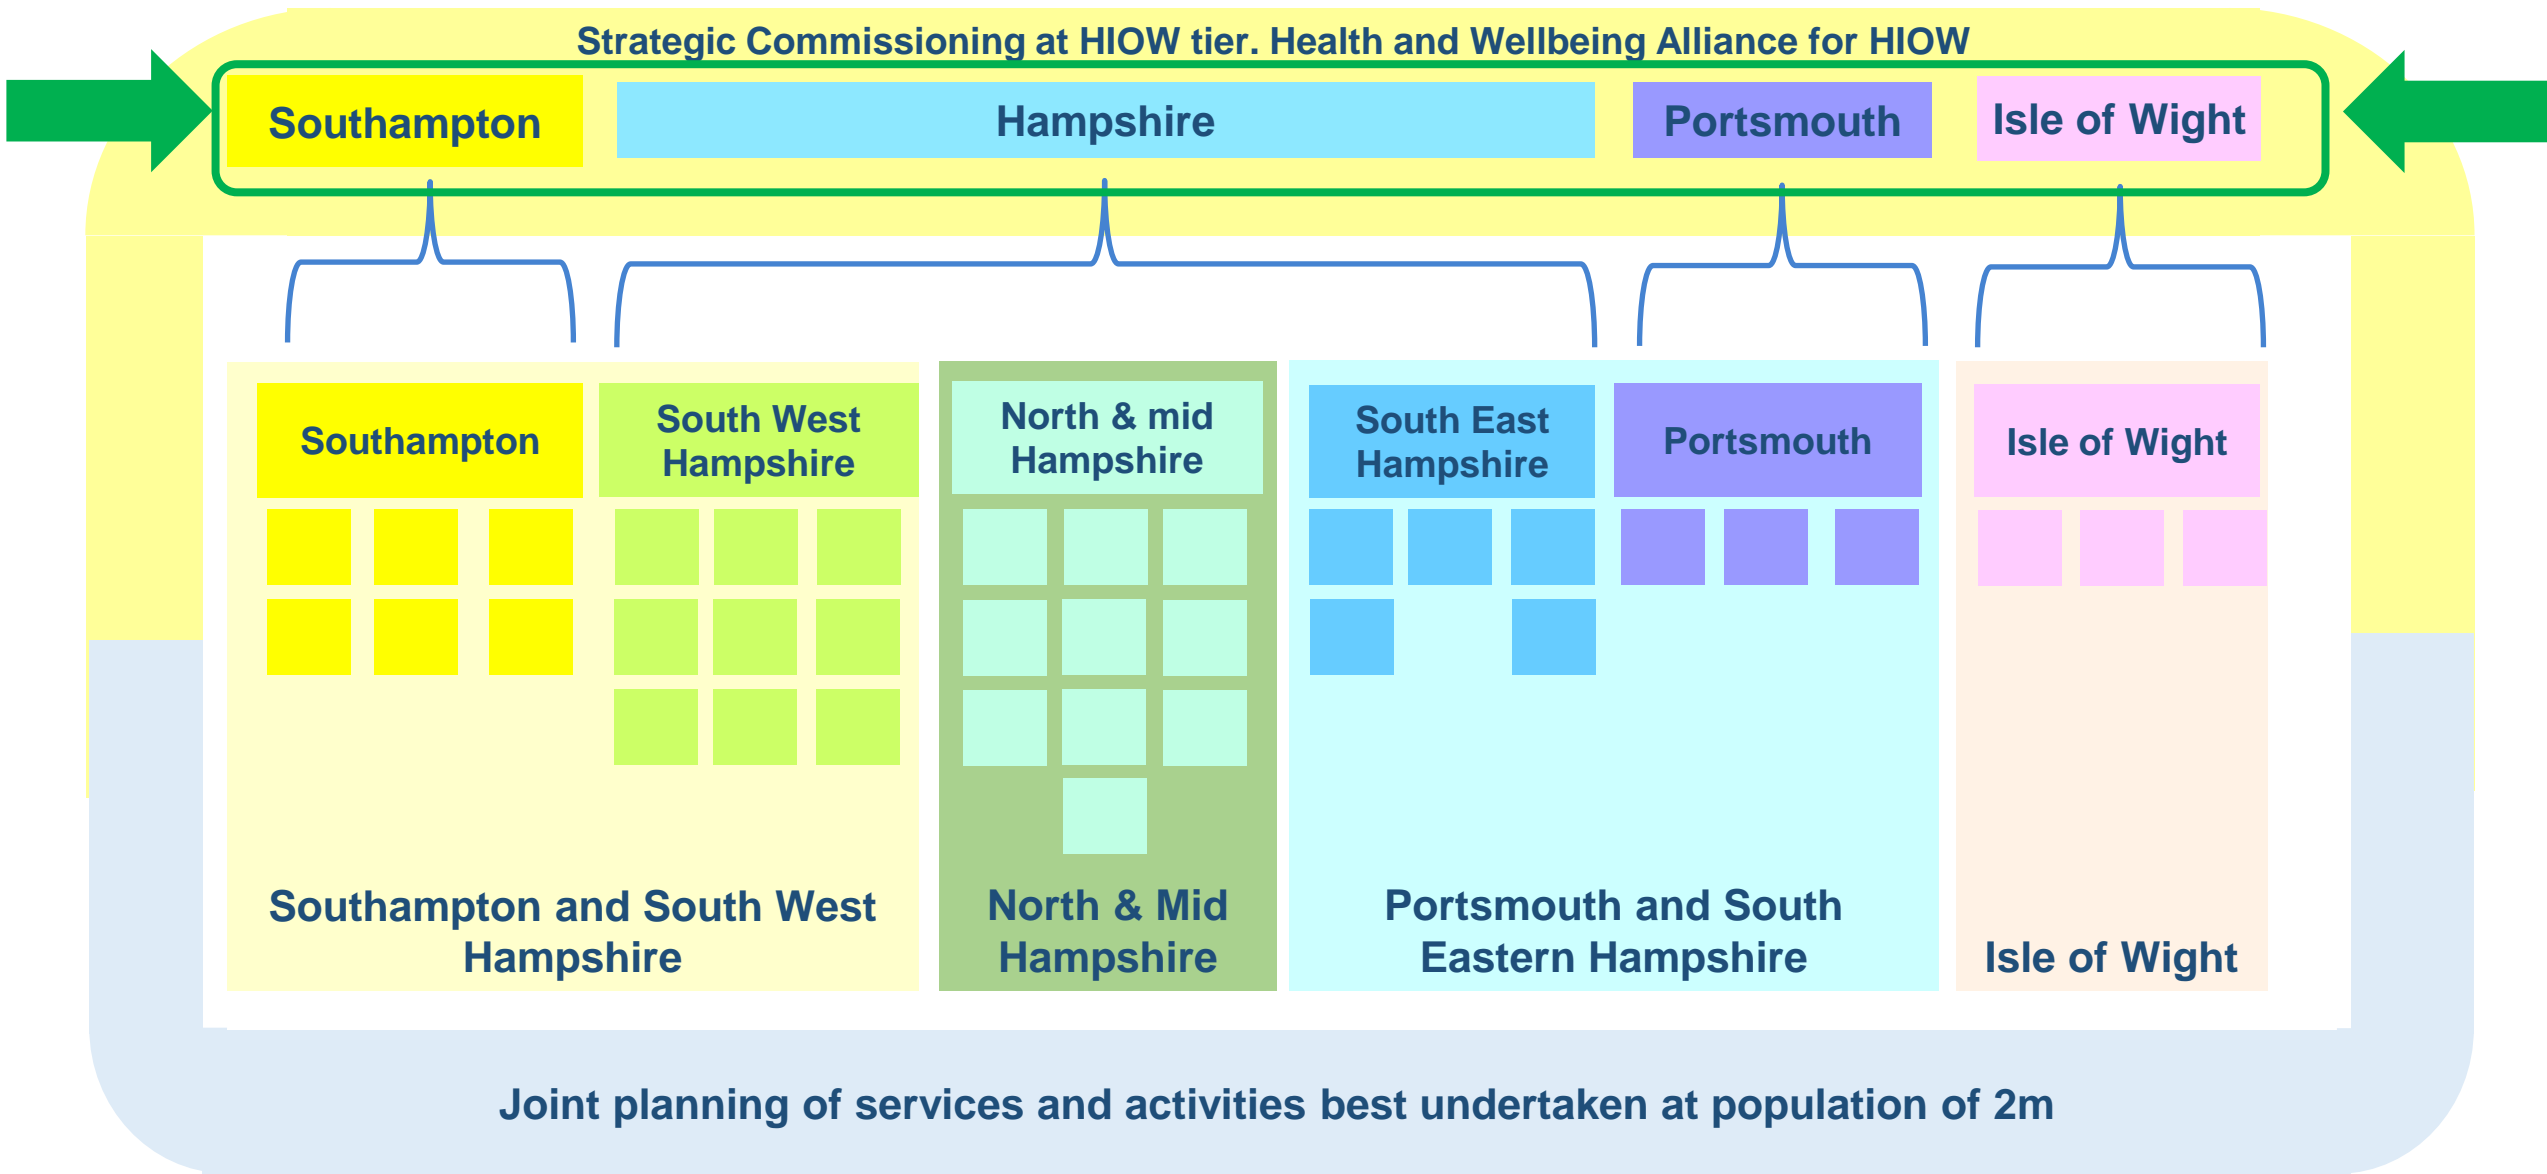 Strategic Commissioning at HIOW tier. Health and Wellbeing Alliance for HIOW
Southampton
Hampshire
Portsmouth
Isle of Wight
Southampton
South West
Hampshire
North & mid
Hampshire
South East
Hampshire
Portsmouth
Isle of Wight
Southampton and South West
Hampshire
North & Mid
Hampshire
Portsmouth and South
Eastern Hampshire
Isle of Wight
Joint planning of services and activities best undertaken at population of 2m